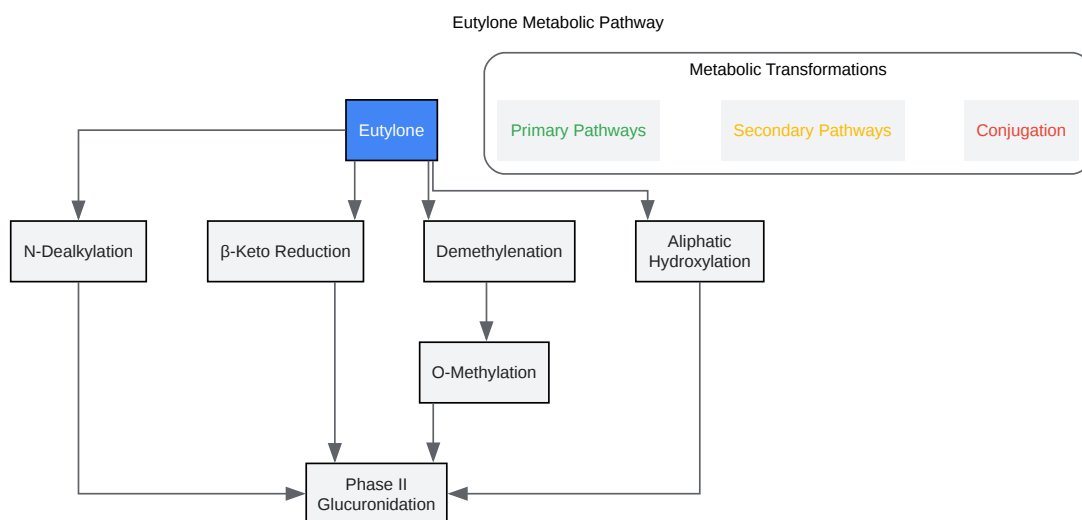 Eutylone Metabolic Pathway
Metabolic Transformations
Primary Pathways
Secondary Pathways
Conjugation
Eutylone
N-Dealkylation
β-Keto Reduction
Demethylenation
Aliphatic
Hydroxylation
O-Methylation
Phase II
Glucuronidation